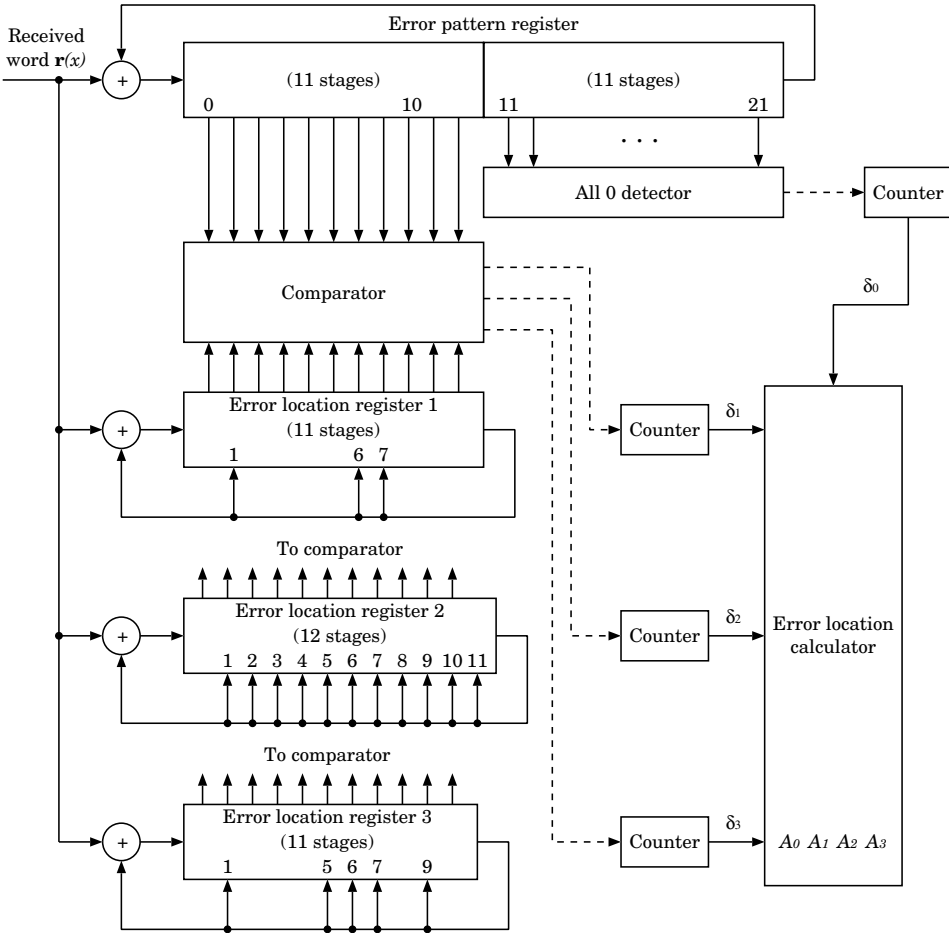 Error pattern register
Received
word r(x)
+
(11 stages)
(11 stages)
0
10
11
21
. . .
All 0 detector
Counter
Comparator
δ0
Error location register 1
(11 stages)
+
1 6 7
Counter
δ1
To comparator
Error location register 2
(12 stages)
+
1 2 3 4 5 6 7 8 9 10 11
Counter
δ2
Error location
calculator
To comparator
Error location register 3
(11 stages)
+
1 5 6 7 9
Counter
δ3
A0 A1 A2 A3